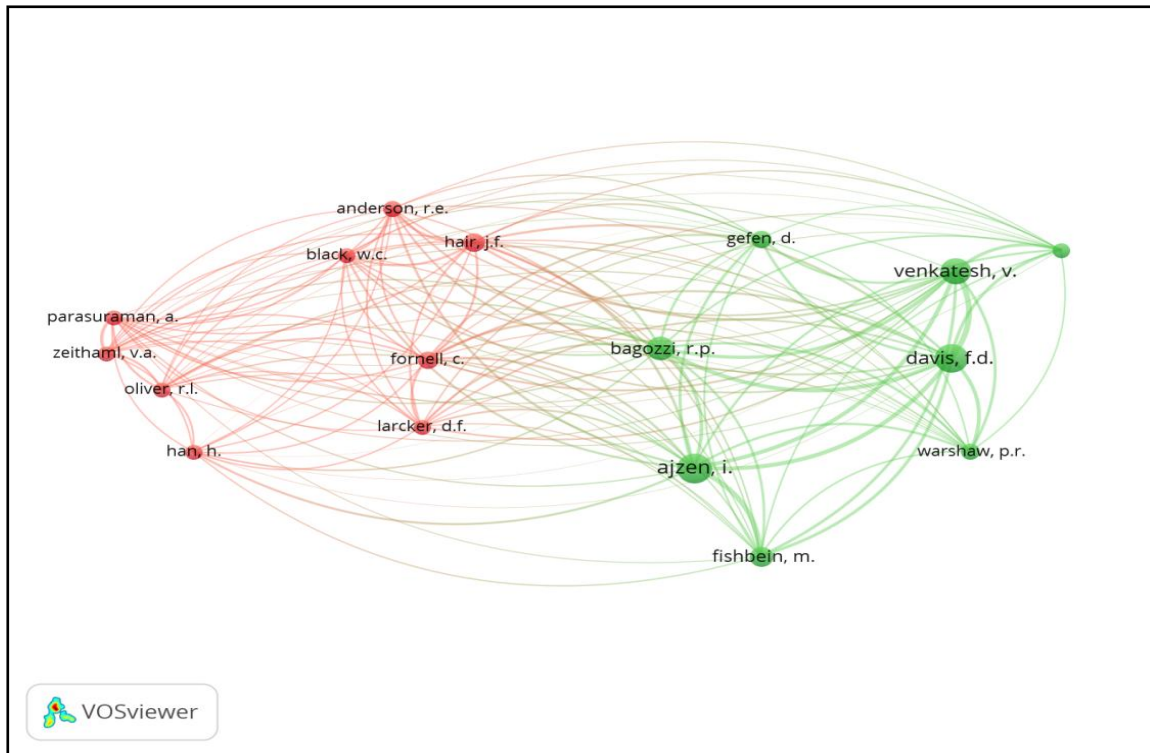 anderson, r.e.
gefen, d.
hair, j.f.
black, w.c.
venkatesh, v.
parasuraman, a.
bagozzi, r.p.
zeithaml, v.a.
fornell, c.
davis, f.d.
oliver, r.l.
larcker, d.f.
han, h.
warshaw, p.r.
ajzen, i.
fishbein, m.
VOSviewer